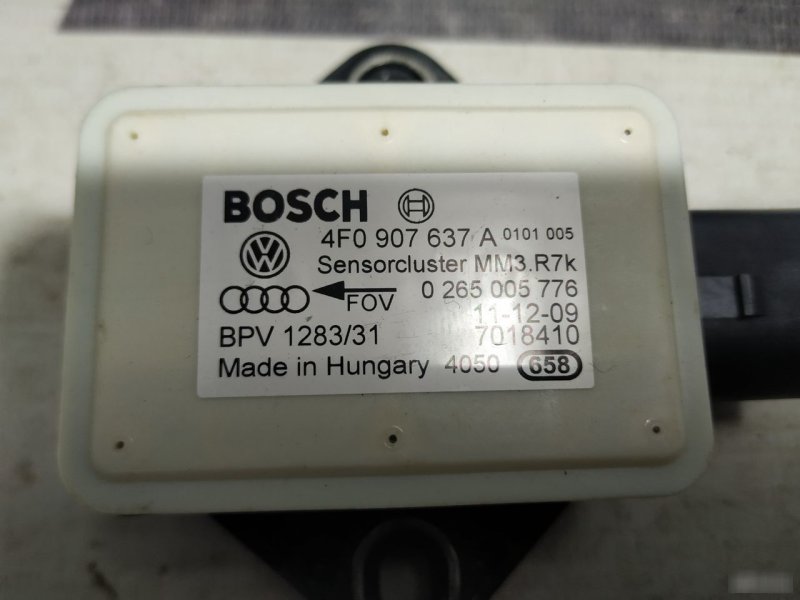 BOSCH
4F0 907 637 A 0101 005
Sensorcluster MM3.R7k
FOV 0 265 005 776
11-12-09
BPV 1283/31 7018410
Made in Hungary 4050 658